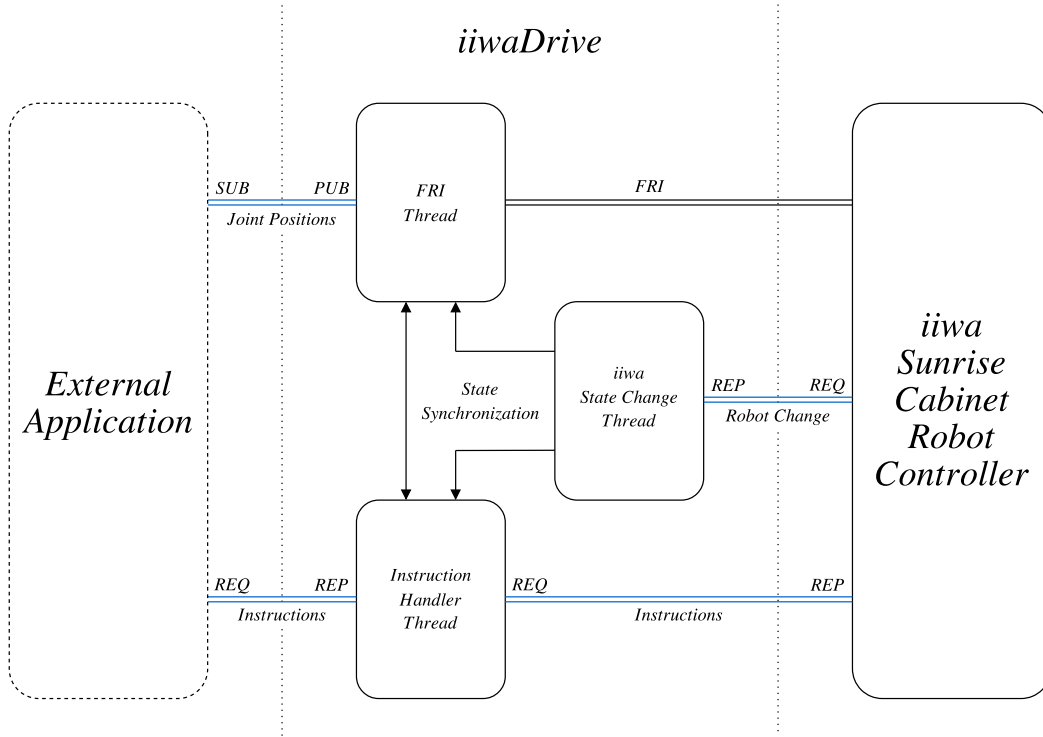 iiwaDrive
SUB
PUB
Joint Positions
FRI
Thread
FRI
External
Application
State
Synchronization
iiwa
State Change
Thread
REP
REQ
Robot Change
iiwa
Sunrise
Cabinet
Robot
Controller
REQ
REP
Instructions
Instruction
Handler
Thread
REQ
REP
Instructions